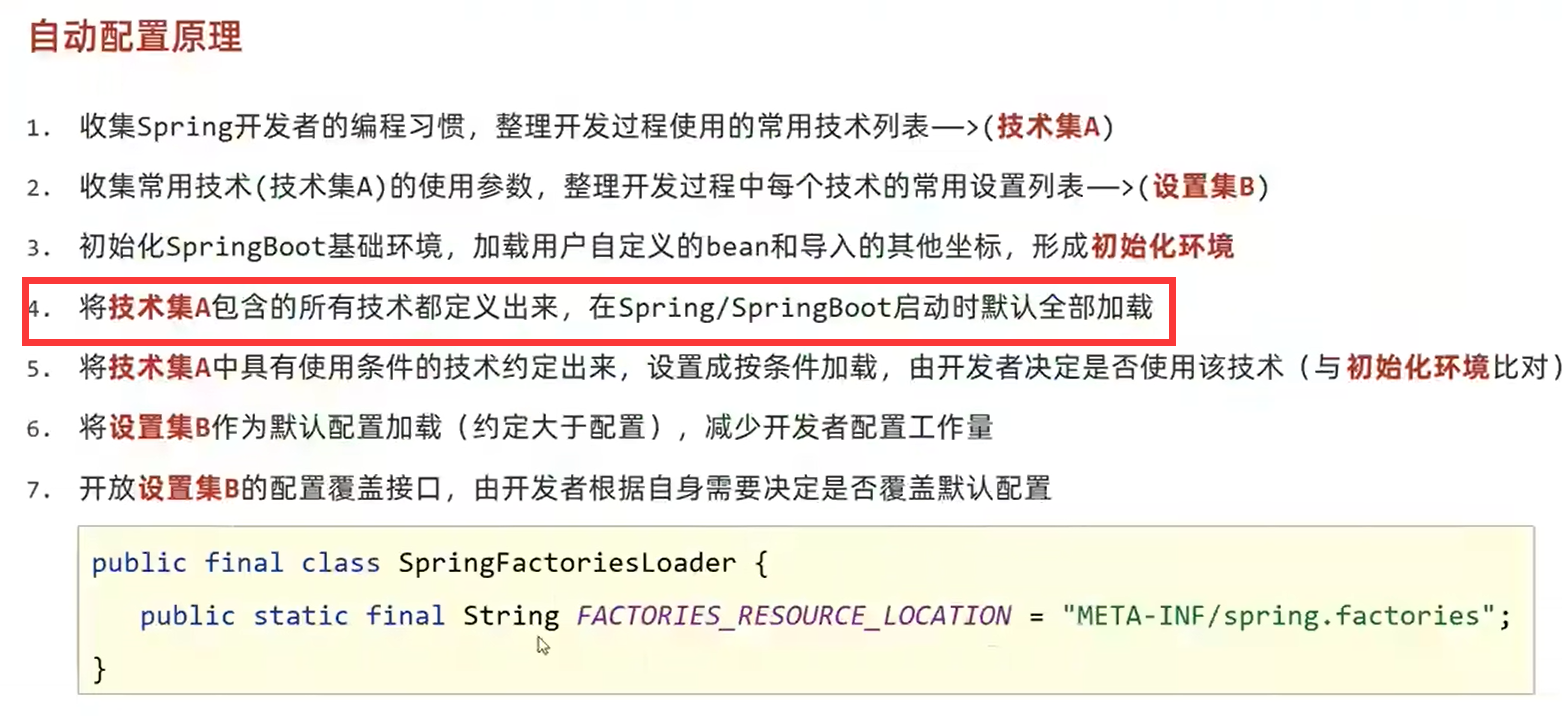 自动配置原理
1. 收集Spring开发者的编程习惯，整理开发过程使用的常用技术列表——>(技术集A)
2. 收集常用技术(技术集A)的使用参数，整理开发过程中每个技术的常用设置列表——>(设置集B)
3. 初始化SpringBoot基础环境，加载用户自定义的bean和导入的其他坐标，形成初始化环境
4. 将技术集A包含的所有技术都定义出来，在Spring/SpringBoot启动时默认全部加载
5. 将技术集A中具有使用条件的技术约定出来，设置成按条件加载，由开发者决定是否使用该技术（与初始化环境比对）
6. 将设置集B作为默认配置加载（约定大于配置），减少开发者配置工作量
7. 开放设置集B的配置覆盖接口，由开发者根据自身需要决定是否覆盖默认配置
public final class SpringFactoriesLoader {
public static final String FACTORIES_RESOURCE_LOCATION = "META-INF/spring.factories";
}